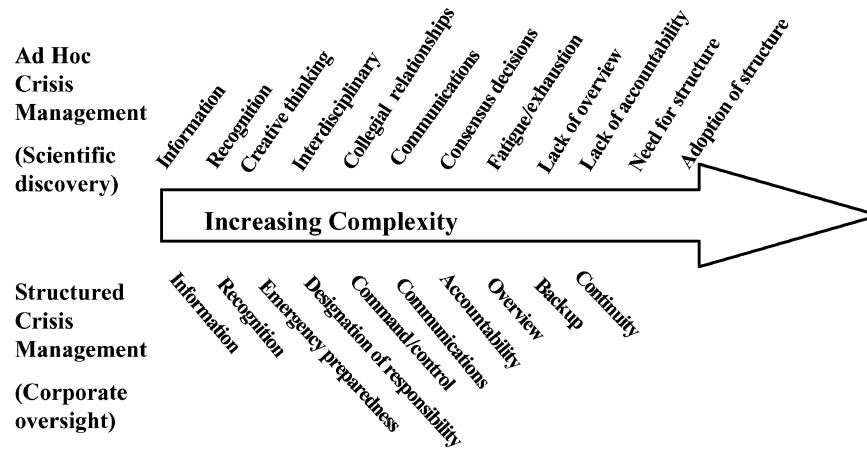 Ad Hoc
Crisis
Management
(Scientific
discovery)
Information
Recognition
Creative thinking
Interdisciplinary
Collegial relationships
Communications
Consensus decisions
Fatigue/exhaustion
Lack of overview
Lack of accountability
Need for structure
Adoption of structure
Increasing Complexity
Structured
Crisis
Management
(Corporate
oversight)
Information
Recognition
Emergency preparedness
Designation of responsibility
Command/control
Communications
Accountability
Overview
Backup
Continuity